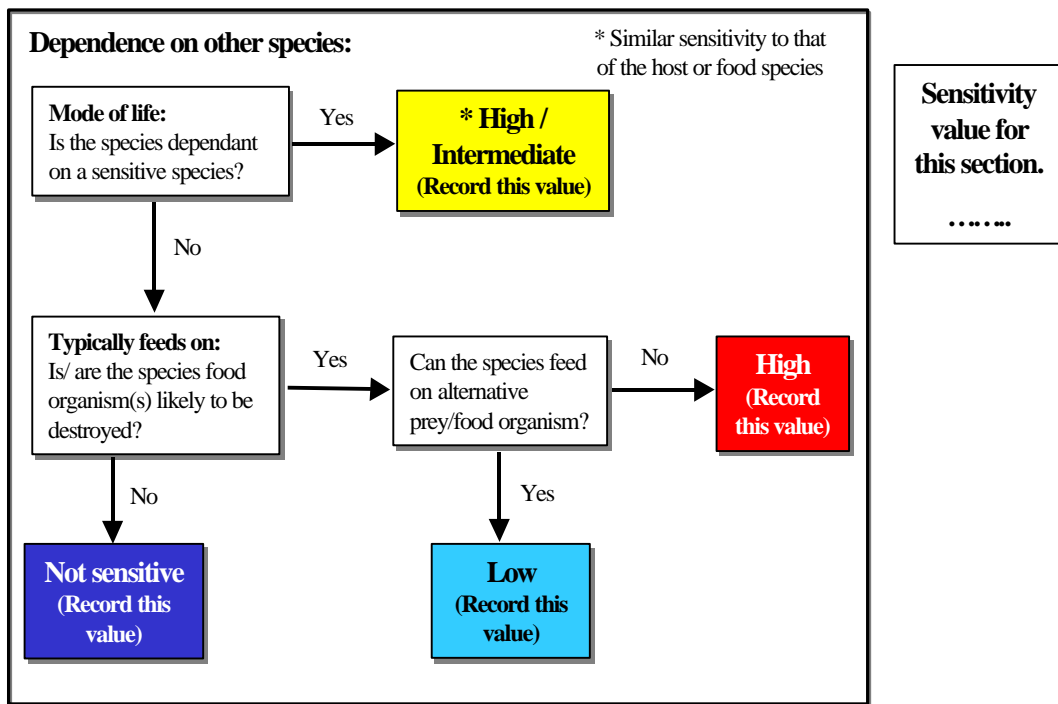 Dependence on other species:
* Similar sensitivity to that
of the host or food species
Mode of life:
Is the species dependant
on a sensitive species?
Yes
* High /
Intermediate
(Record this value)
Sensitivity
value for
this section.
……..
No
Typically feeds on:
Is/ are the species food
organism(s) likely to be
destroyed?
Yes
Can the species feed
on alternative
prey/food organism?
No
High
(Record
this value)
No
Yes
Not sensitive
(Record this
value)
Low
(Record this
value)